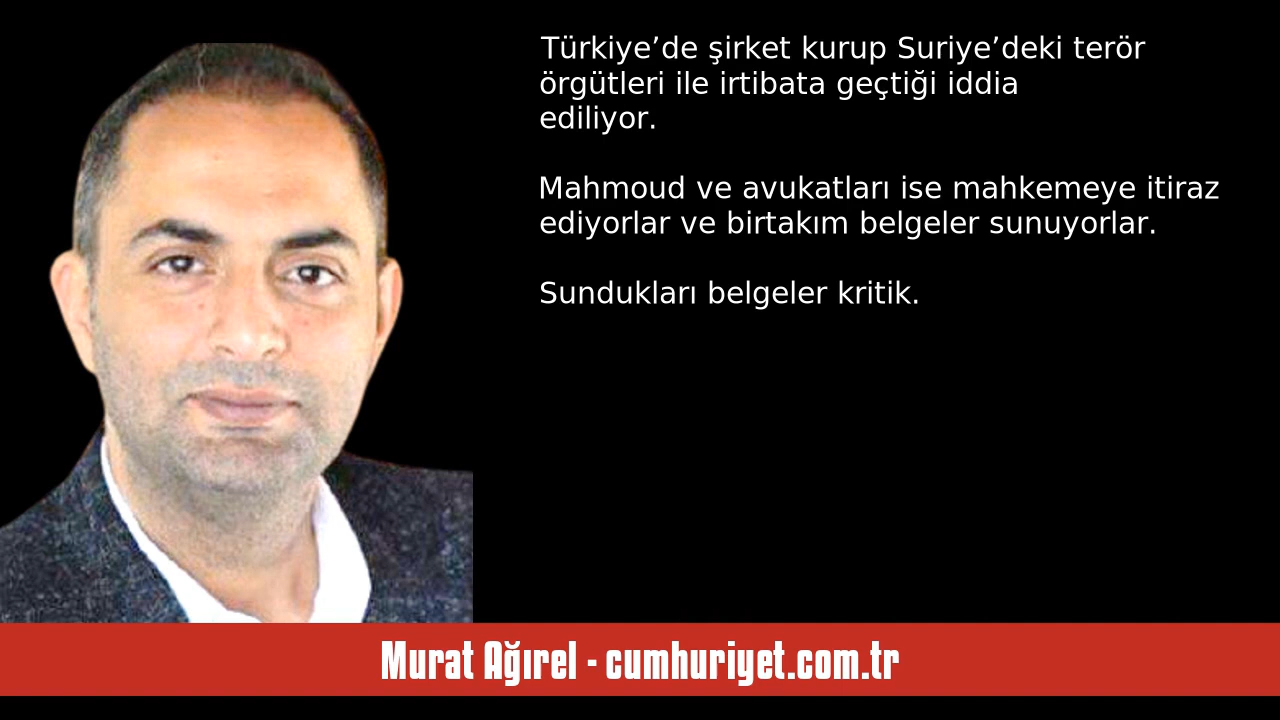 Türkiye’de şirket kurup Suriye’deki terör
örgütleri ile irtibata geçtiği iddia
ediliyor.
Mahmoud ve avukatları ise mahkemeye itiraz
ediyorlar ve birtakım belgeler sunuyorlar.
Sundukları belgeler kritik.
Murat Ağırel - cumhuriyet.com.tr